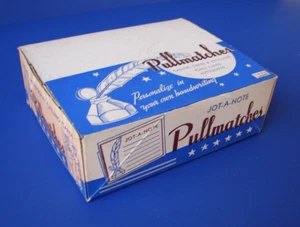 Pullmatches
Personalize in
your own handwriting
JOT-A-NOTE
Pullmatches
JOT-A-NOTE